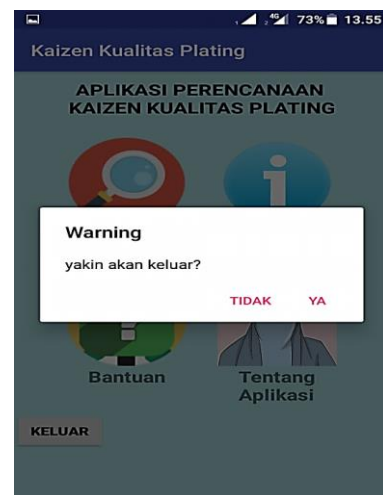 4G 73% 13.55
Kaizen Kualitas Plating
APLIKASI PERENCANAAN
KAIZEN KUALITAS PLATING
Warning
yakin akan keluar?
TIDAK YA
Bantuan
Tentang
Aplikasi
KELUAR